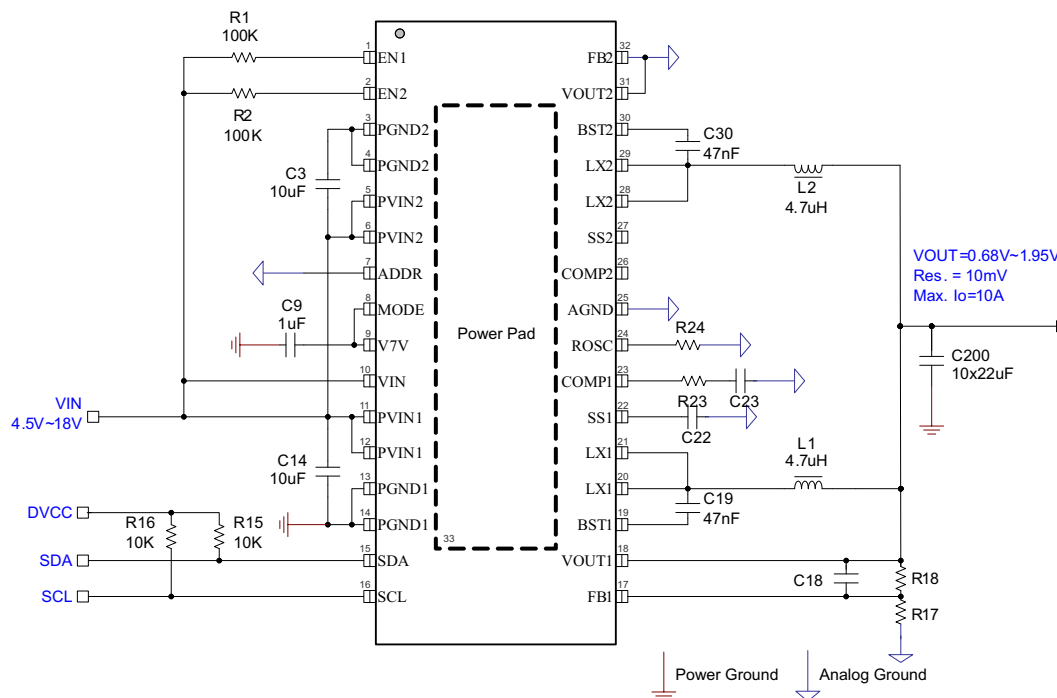 R1
100K
R2
100K
C3
10uF
C9
1uF
VIN
4.5V~18V
C14
10uF
DVCC
R16
10K
R15
10K
SDA
SCL
1
EN1
2
EN2
3
PGND2
4
PGND2
5
PVIN2
6
PVIN2
7
ADDR
8
MODE
9
V7V
10
VIN
11
PVIN1
12
PVIN1
13
PGND1
14
PGND1
15
SDA
16
SCL
Power Pad
33
FB2
32
VOUT2
31
BST2
30
LX2
29
LX2
28
SS2
27
COMP2
26
AGND
25
ROSC
24
COMP1
23
SS1
22
LX1
21
LX1
20
BST1
19
VOUT1
18
FB1
17
C30
47nF
L2
4.7uH
VOUT=0.68V~1.95V
Res. = 10mV
Max. Io=10A
R24
R23
C23
C22
C200
10x22uF
L1
4.7uH
C19
47nF
C18
R18
R17
Power Ground
Analog Ground